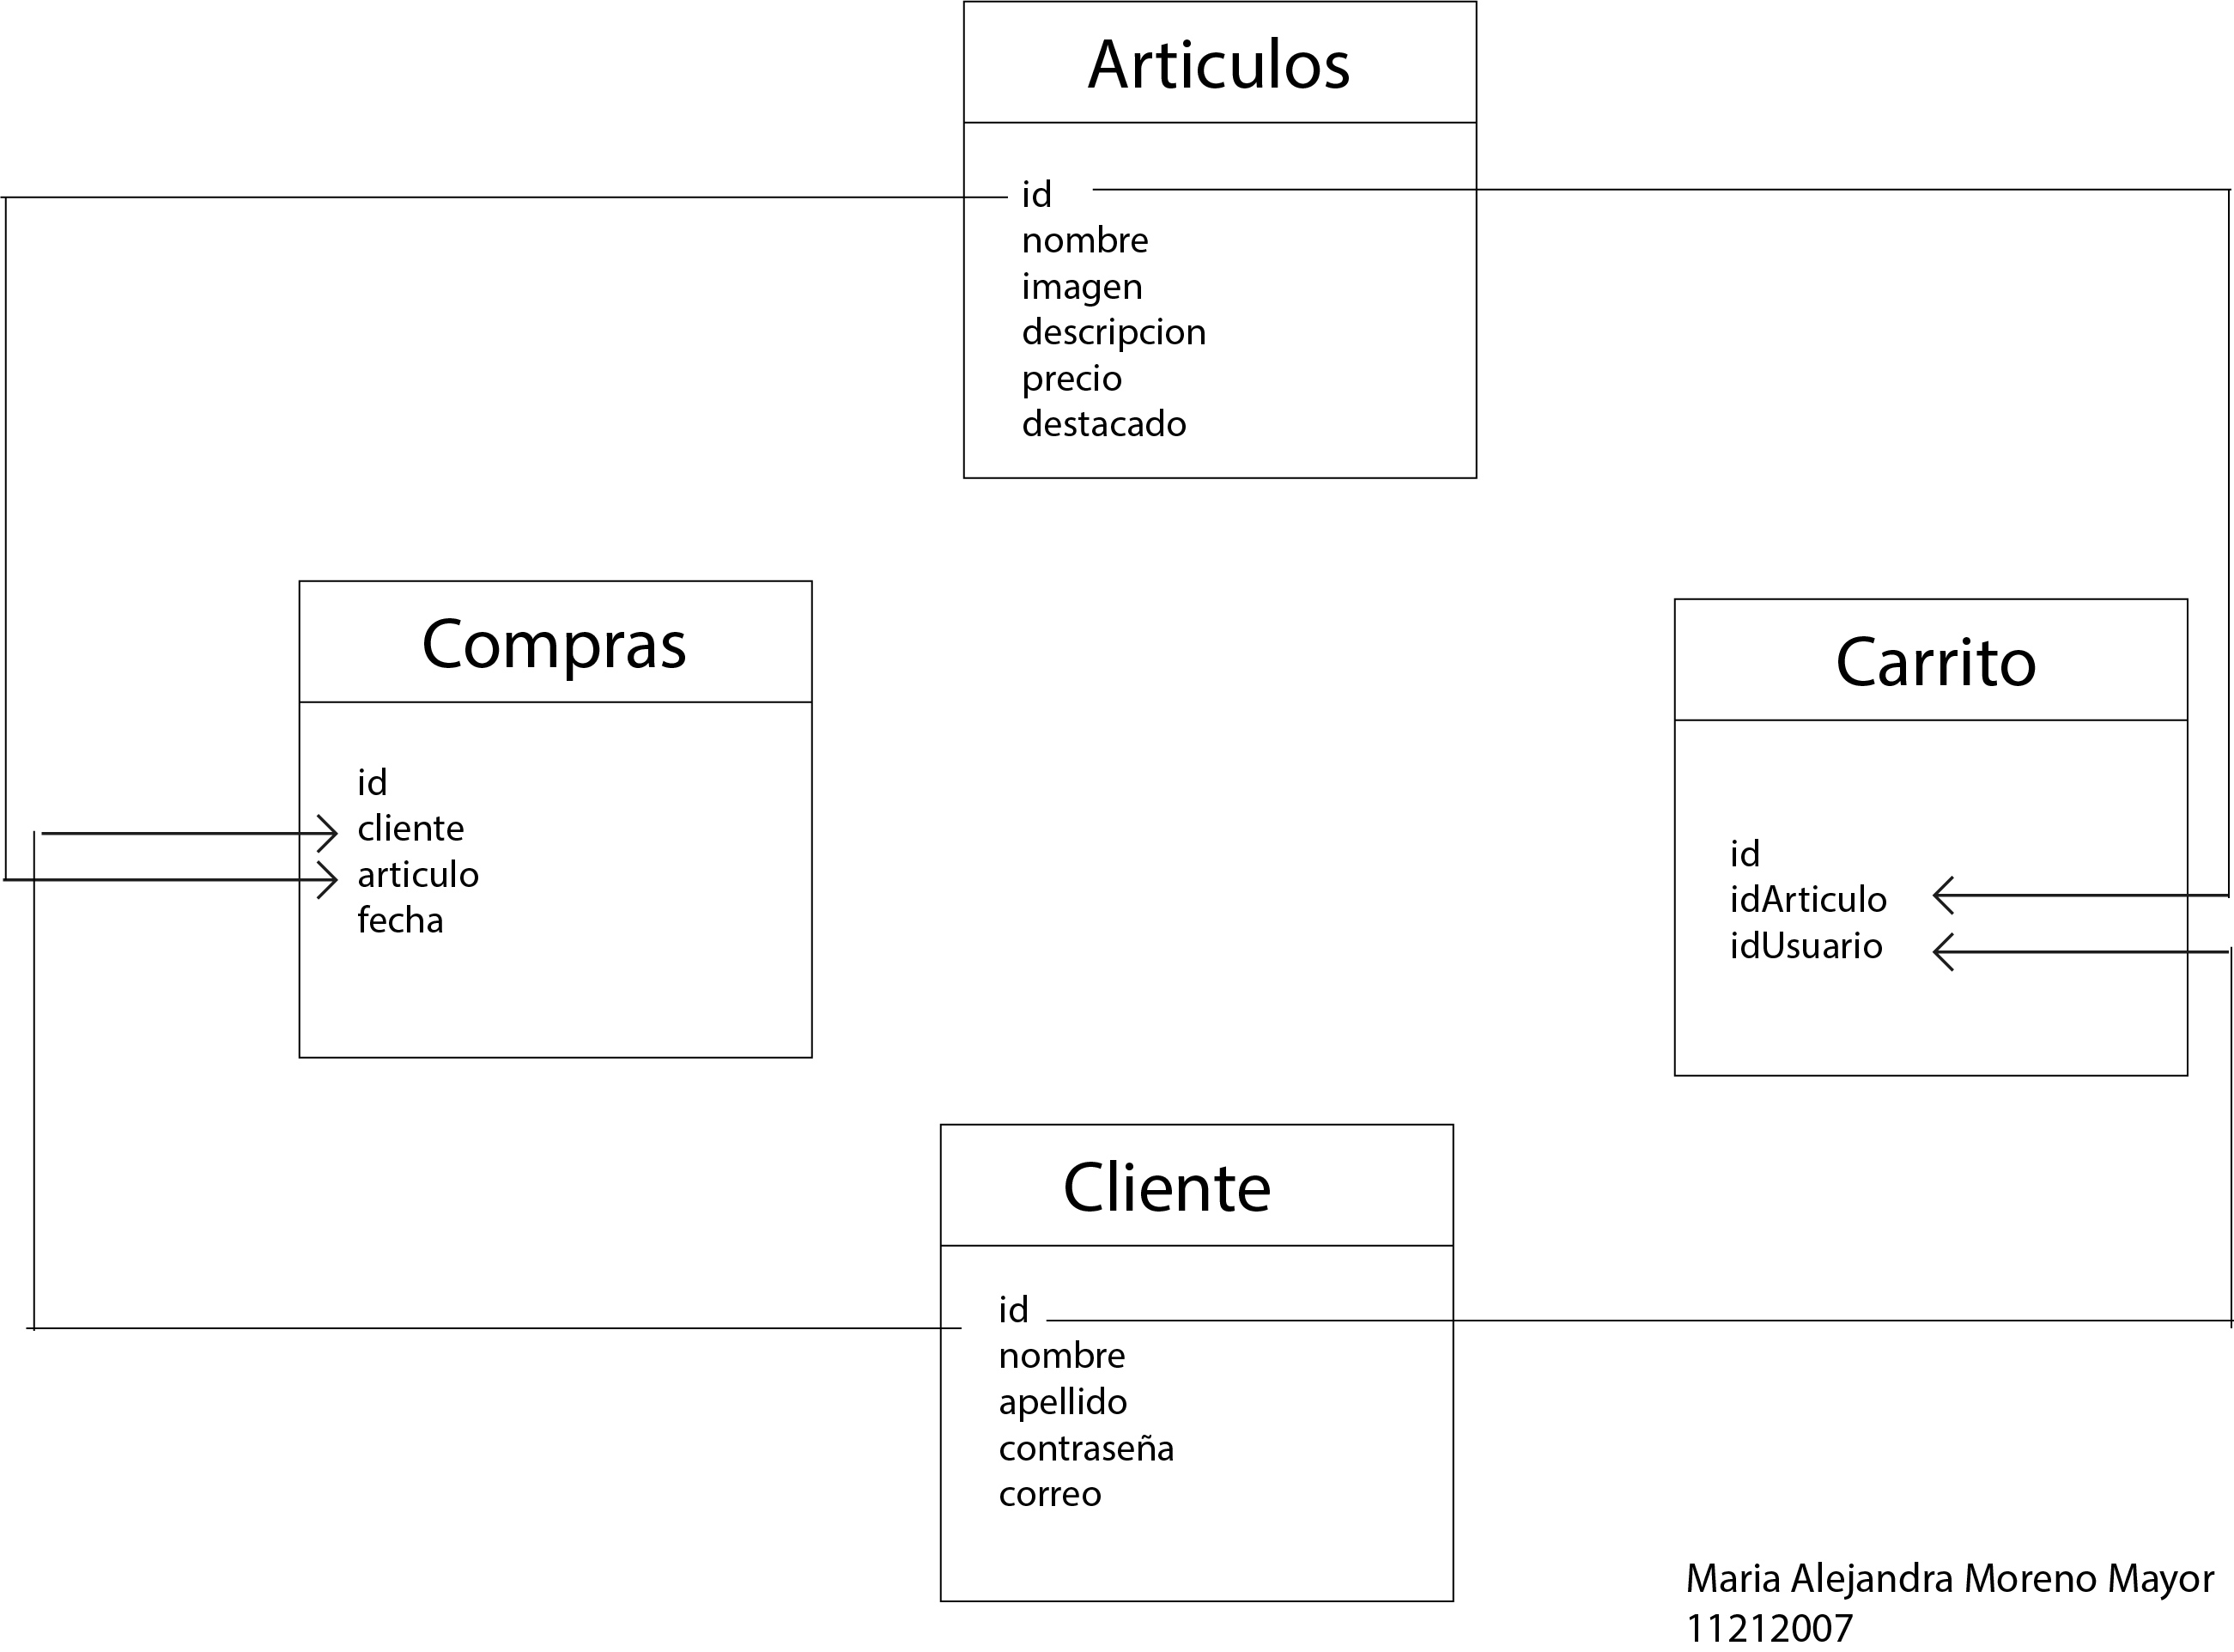 Articulos
id
nombre
imagen
descripcion
precio
destacado
Compras
id
cliente
articulo
fecha
Carrito
id
idArticulo
idUsuario
Cliente
id
nombre
apellido
contraseña
correo
Maria Alejandra Moreno Mayor
11212007